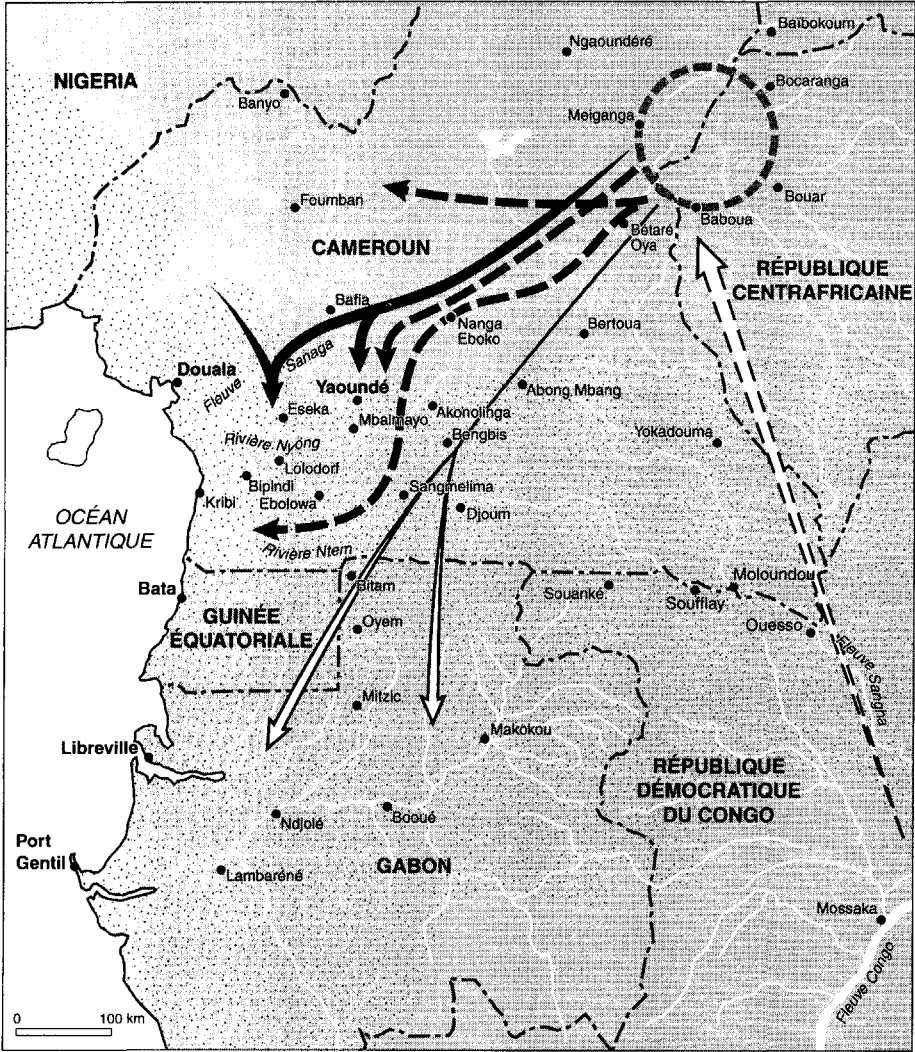 Baïbokoum
Ngaoundéré
NIGERIA
Bocaranga
Banyo
Meiganga
Foumban
Bouar
Baboua
Bétaré
Oya
CAMEROUN
RÉPUBLIQUE
CENTRAFRICAINE
Bafia
Nanga
Eboko
Bertoua
Fleuve Sanaga
Douala
Yaoundé
Abong Mbang
Eseka
Mbalmayo
Akonolinga
Rivière Nyong
Bengbis
Yokadouma
Lolodorf
Bipindi
Sangmelima
Kribi
Ebolowa
Djoum
OCÉAN
ATLANTIQUE
Rivière Ntem
Bitam
Souanké
Moloundou
Soufflay
Bata
GUINÉE
ÉQUATORIALE
Oyem
Ouesso
Fleuve Sangha
Mitzic
Makokou
Libreville
RÉPUBLIQUE
DÉMOCRATIQUE
DU CONGO
Ndjolé
Booué
Port
Gentil
GABON
Lambaréné
Mossaka
Fleuve Congo
0 100 km